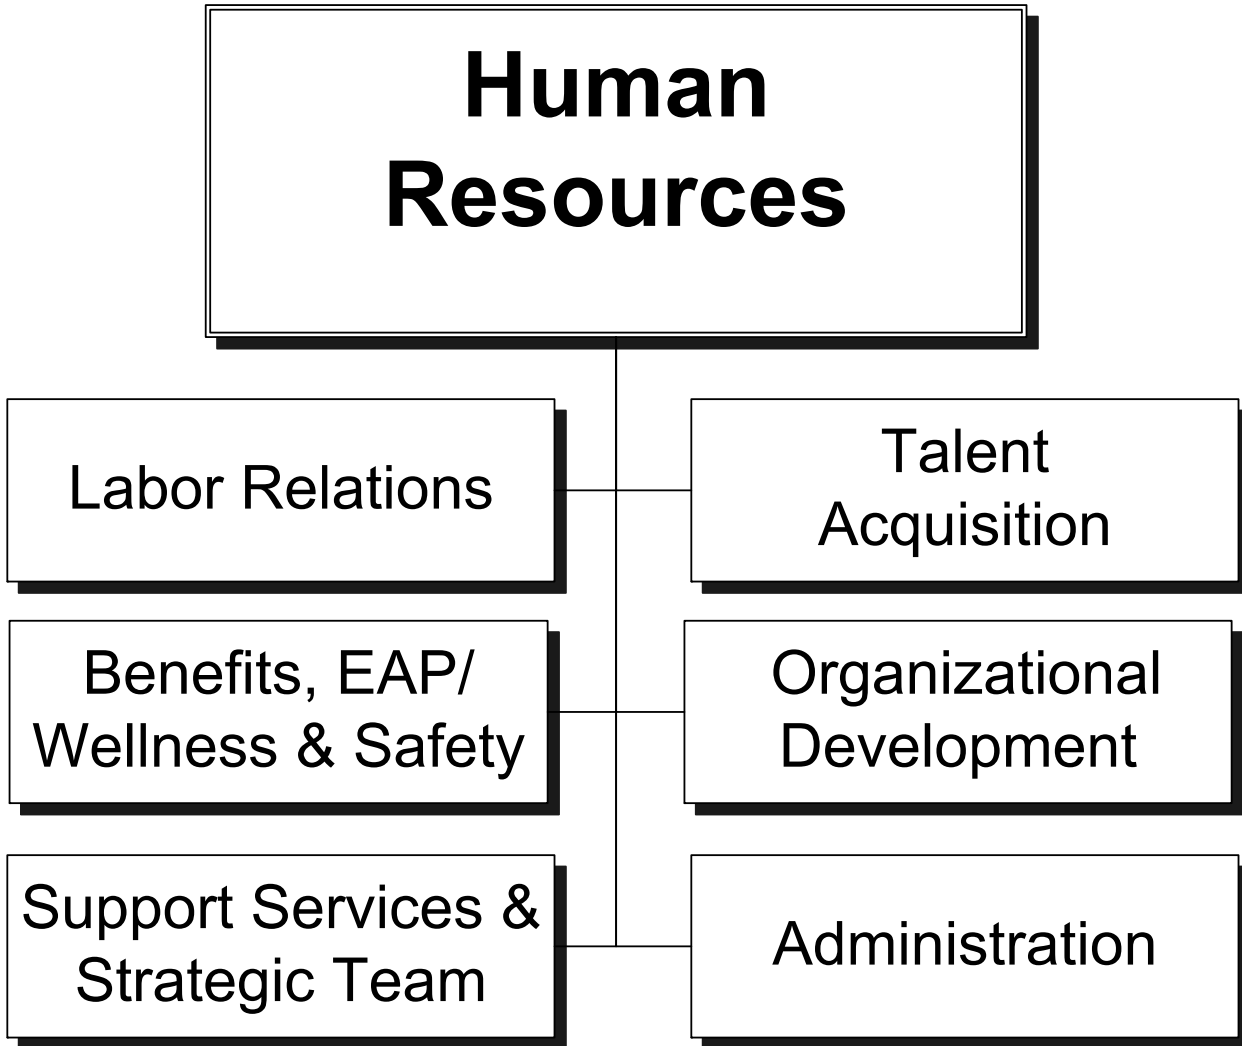 Human
Resources
Labor Relations
Talent
Acquisition
Benefits, EAP/
Wellness & Safety
Organizational
Development
Support Services &
Strategic Team
Administration